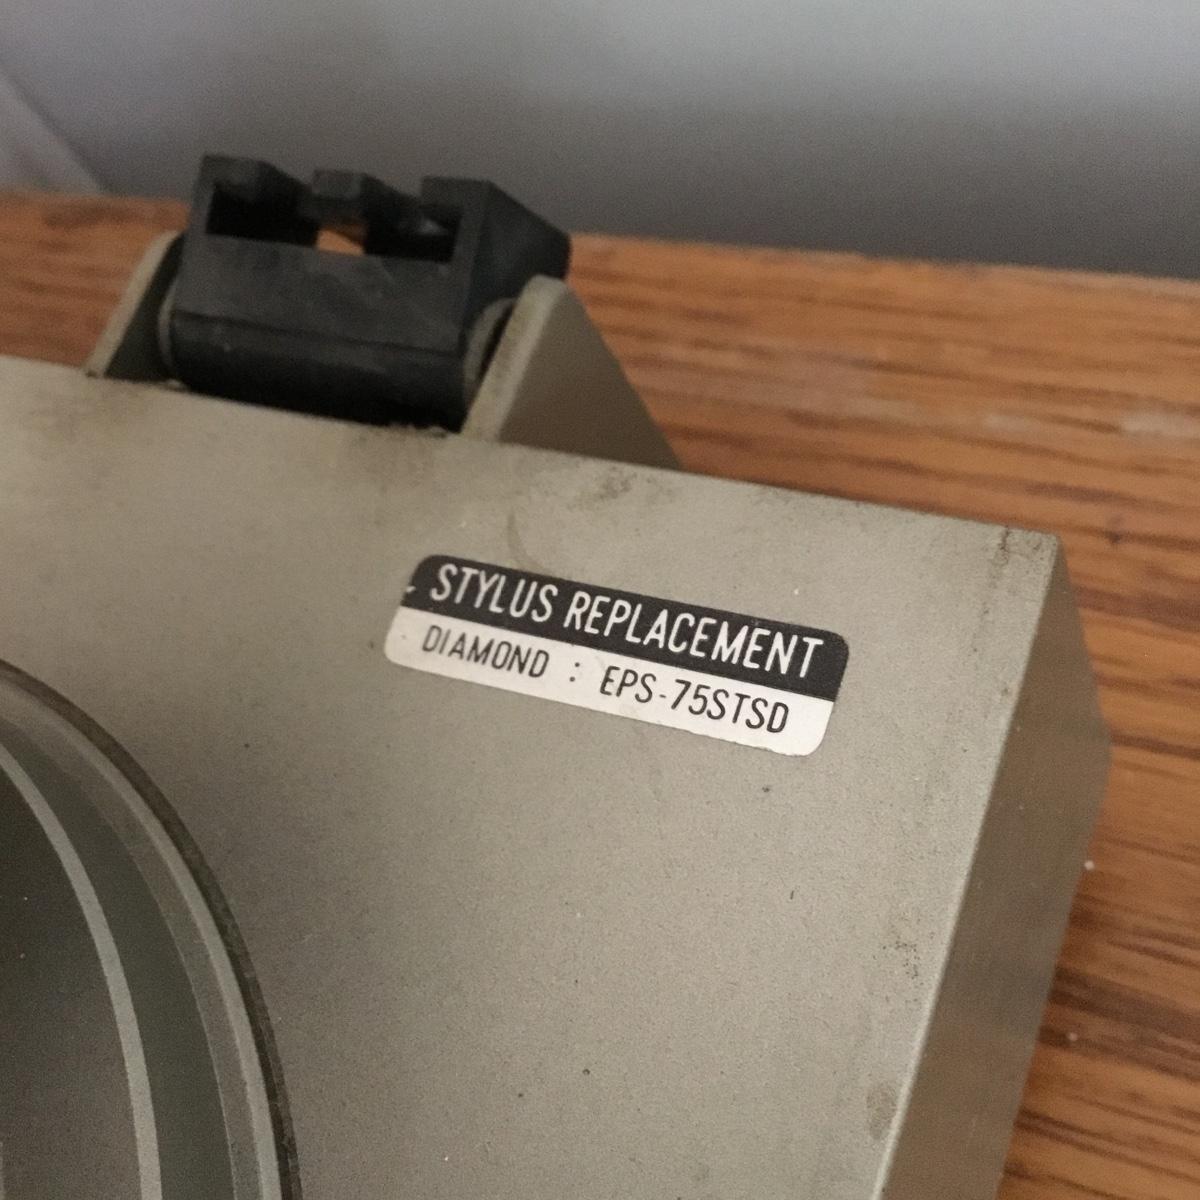 STYLUS REPLACEMENT
DIAMOND : EPS-75STSD